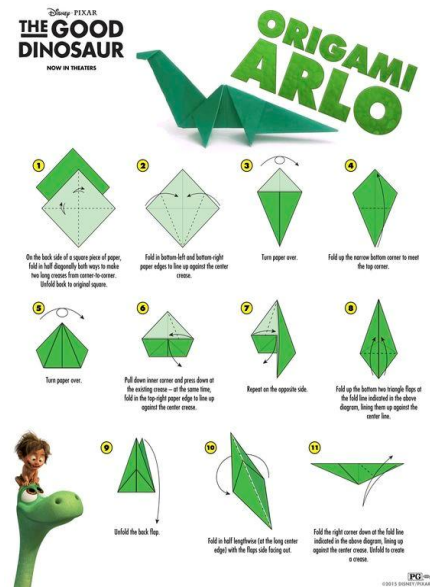 Disney · PIXAR
THE GOOD
DINOSAUR
NOW IN THEATERS
ORIGAMI
ARLO
1
On the back side of a square piece of paper,
fold in half diagonally both ways to make
two long creases from corner-to-corner.
Unfold back to original square.
2
Fold in bottom-left and bottom-right
paper edges to line up against the center
crease.
3
Turn paper over.
4
Fold up the narrow bottom corner to meet
the top corner.
5
Turn paper over.
6
Pull down inner corner and press down at
the existing crease – at the same time,
fold in the top-right paper edge to line up
against the center crease.
7
Repeat on the opposite side.
8
Fold up the bottom two triangle flaps at
the fold line indicated in the above
diagram, lining them up against the
center line.
9
Unfold the back flap.
10
Fold in half lengthwise (at the long center
edge) with the flaps side facing out.
11
Fold the right corner down at the fold line
indicated in the above diagram, lining up
against the center crease. Unfold to create
a crease.
PG
©2015 DISNEY/PIXAR